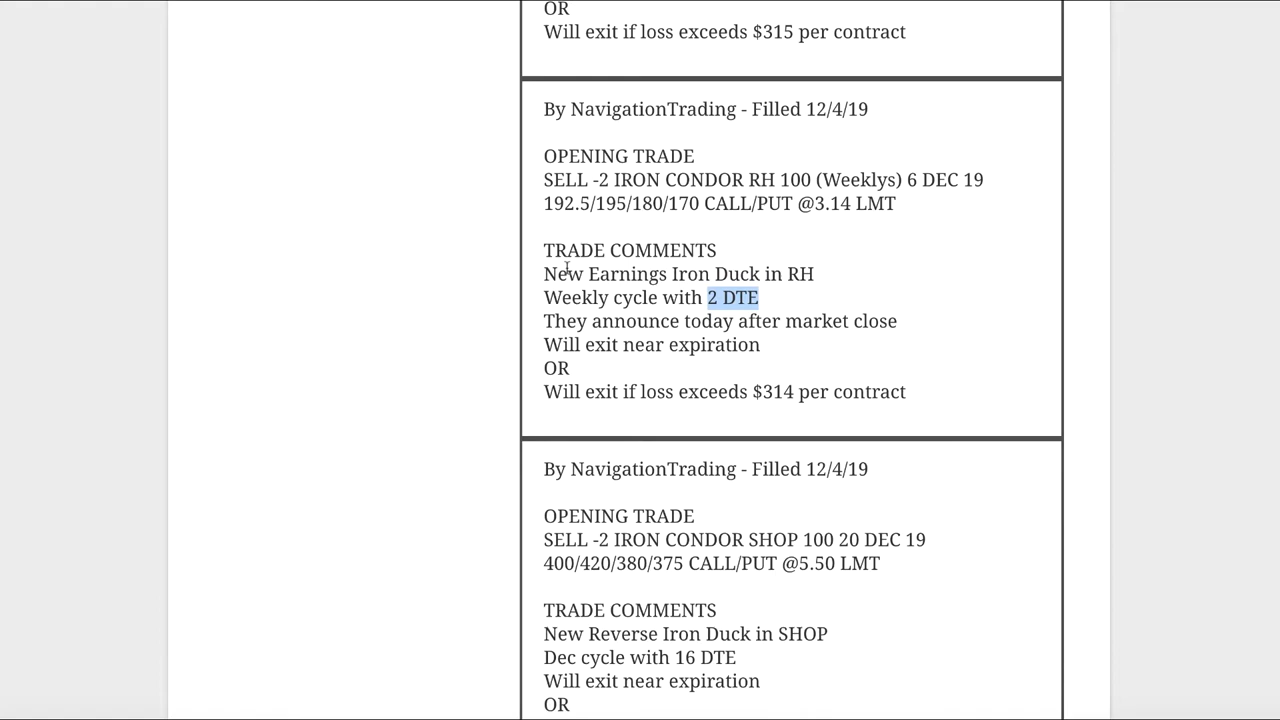 OR
Will exit if loss exceeds $315 per contract
By NavigationTrading - Filled 12/4/19
OPENING TRADE
SELL -2 IRON CONDOR RH 100 (Weeklys) 6 DEC 19
192.5/195/180/170 CALL/PUT @3.14 LMT
TRADE COMMENTS
New Earnings Iron Duck in RH
Weekly cycle with 2 DTE
They announce today after market close
Will exit near expiration
OR
Will exit if loss exceeds $314 per contract
By NavigationTrading - Filled 12/4/19
OPENING TRADE
SELL -2 IRON CONDOR SHOP 100 20 DEC 19
400/420/380/375 CALL/PUT @5.50 LMT
TRADE COMMENTS
New Reverse Iron Duck in SHOP
Dec cycle with 16 DTE
Will exit near expiration
OR